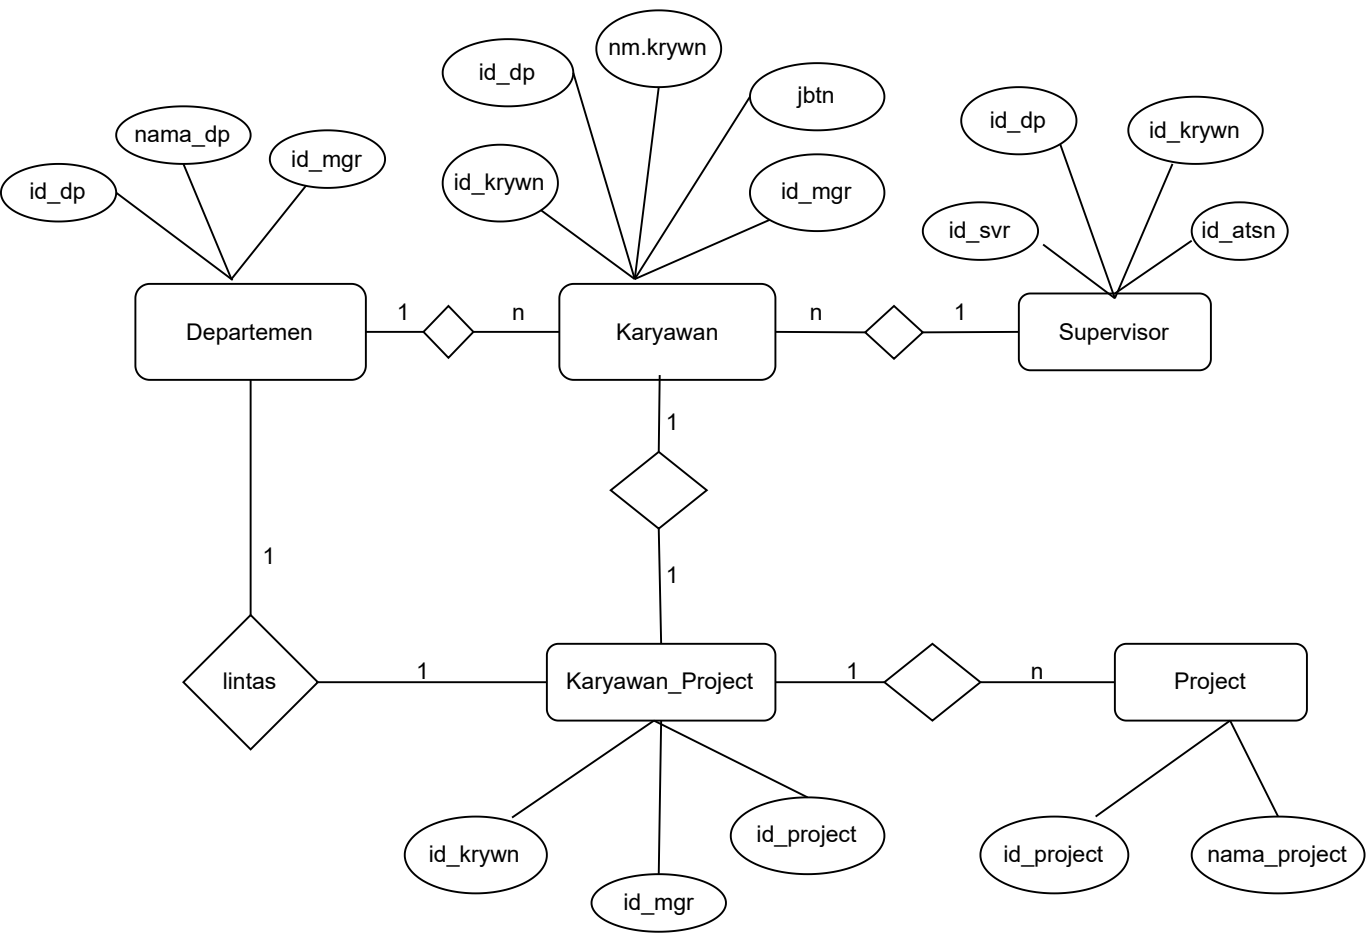 nm.krywn
id_dp
jbtn
id_dp
id_krywn
nama_dp
id_mgr
id_dp
id_krywn
id_mgr
id_svr
id_atsn
Departemen
1
n
Karyawan
n
1
Supervisor
1
1
1
lintas
1
Karyawan_Project
1
n
Project
id_krywn
id_mgr
id_project
id_project
nama_project